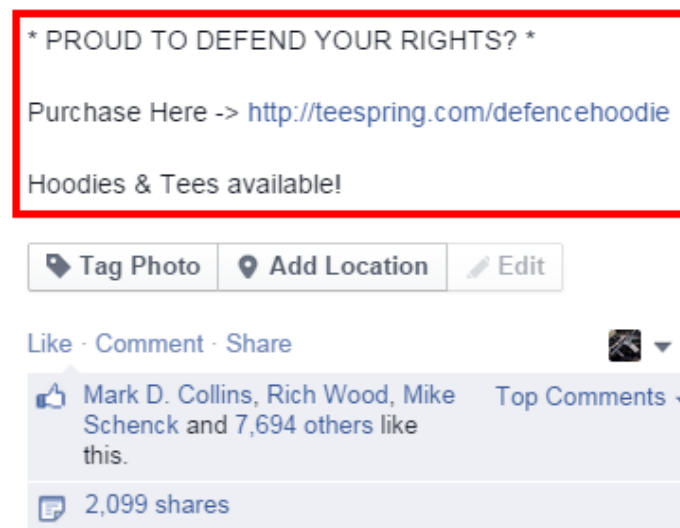 * PROUD TO DEFEND YOUR RIGHTS? *
Purchase Here -> http://teespring.com/defencehoodie
Hoodies & Tees available!
Tag Photo Add Location Edit
Like · Comment · Share
Mark D. Collins, Rich Wood, Mike Top Comments
Schenck and 7,694 others like
this.
2,099 shares